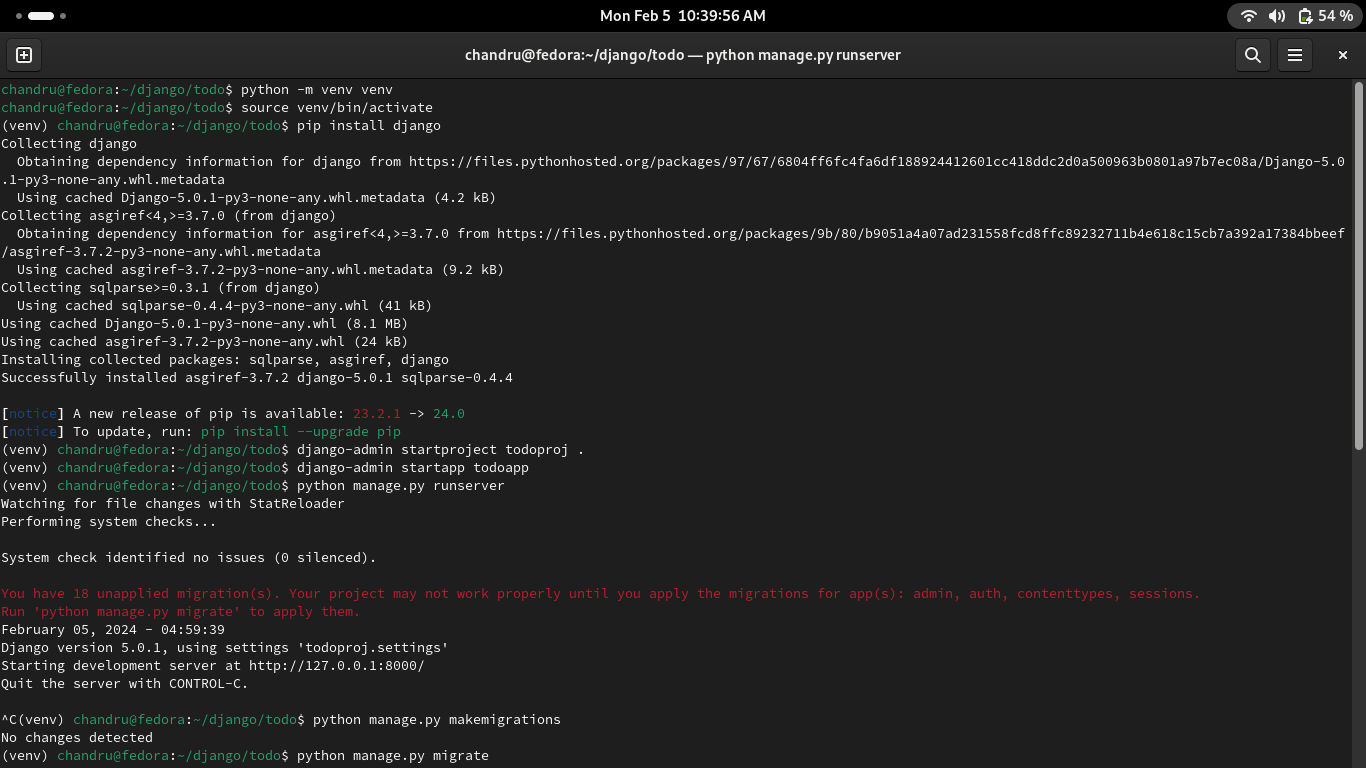 Mon Feb 5 10:39:56 AM
54 %
chandru@fedora:~/django/todo — python manage.py runserver
chandru@fedora:~/django/todo$ python -m venv venv
chandru@fedora:~/django/todo$ source venv/bin/activate
(venv) chandru@fedora:~/django/todo$ pip install django
Collecting django
  Obtaining dependency information for django from https://files.pythonhosted.org/packages/97/67/6804ff6fc4fa6df188924412601cc418ddc2d0a500963b0801a97b7ec08a/Django-5.0
.1-py3-none-any.whl.metadata
  Using cached Django-5.0.1-py3-none-any.whl.metadata (4.2 kB)
Collecting asgiref<4,>=3.7.0 (from django)
  Obtaining dependency information for asgiref<4,>=3.7.0 from https://files.pythonhosted.org/packages/9b/80/b9051a4a07ad231558fcd8ffc89232711b4e618c15cb7a392a17384bbeef
/asgiref-3.7.2-py3-none-any.whl.metadata
  Using cached asgiref-3.7.2-py3-none-any.whl.metadata (9.2 kB)
Collecting sqlparse>=0.3.1 (from django)
  Using cached sqlparse-0.4.4-py3-none-any.whl (41 kB)
Using cached Django-5.0.1-py3-none-any.whl (8.1 MB)
Using cached asgiref-3.7.2-py3-none-any.whl (24 kB)
Installing collected packages: sqlparse, asgiref, django
Successfully installed asgiref-3.7.2 django-5.0.1 sqlparse-0.4.4
[notice] A new release of pip is available: 23.2.1 -> 24.0
[notice] To update, run: pip install --upgrade pip
(venv) chandru@fedora:~/django/todo$ django-admin startproject todoproj .
(venv) chandru@fedora:~/django/todo$ django-admin startapp todoapp
(venv) chandru@fedora:~/django/todo$ python manage.py runserver
Watching for file changes with StatReloader
Performing system checks...
System check identified no issues (0 silenced).
You have 18 unapplied migration(s). Your project may not work properly until you apply the migrations for app(s): admin, auth, contenttypes, sessions.
Run 'python manage.py migrate' to apply them.
February 05, 2024 - 04:59:39
Django version 5.0.1, using settings 'todoproj.settings'
Starting development server at http://127.0.0.1:8000/
Quit the server with CONTROL-C.
^C(venv) chandru@fedora:~/django/todo$ python manage.py makemigrations
No changes detected
(venv) chandru@fedora:~/django/todo$ python manage.py migrate